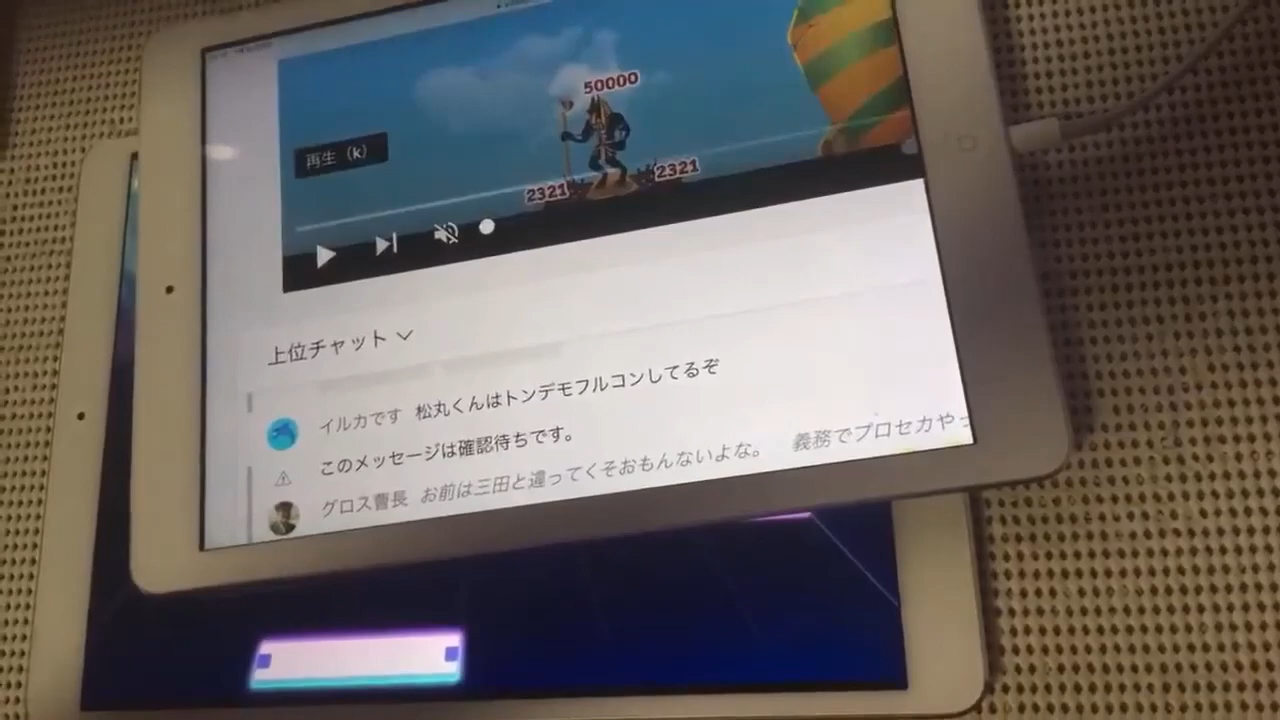 50000
再生 (k)
2321
2321
上位チャット
イルカです 松丸くんはトンデモフルコンしてるぞ
このメッセージは確認待ちです。
グロス曹長 お前は三田と違ってくそおもんないよな。 義務でプロセカやっ